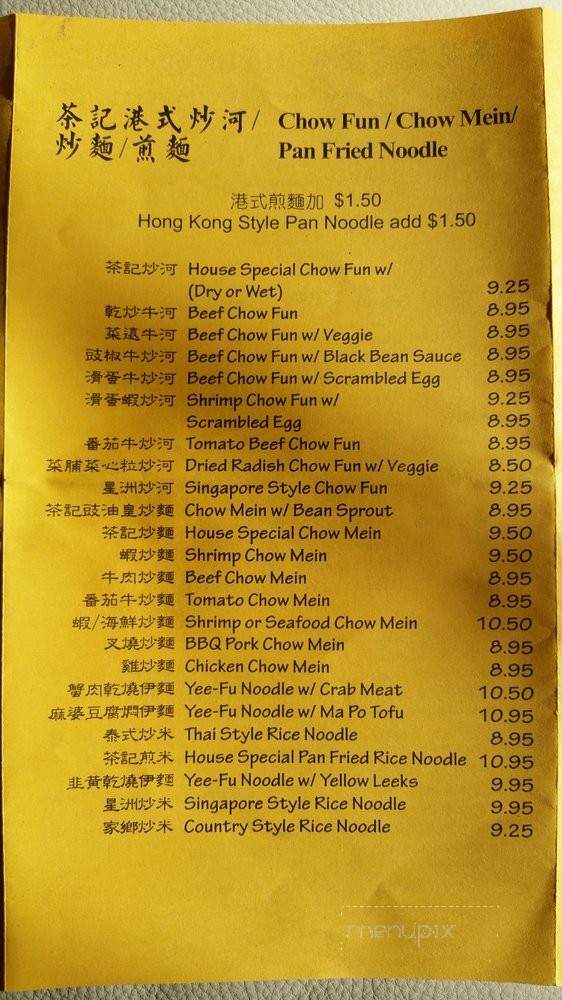 茶記港式炒河/ Chow Fun / Chow Mein/
炒麵/煎麵 Pan Fried Noodle
港式煎麵加 $1.50
Hong Kong Style Pan Noodle add $1.50
茶記炒河 House Special Chow Fun w/
(Dry or Wet) 9.25
乾炒牛河 Beef Chow Fun 8.95
菜遠牛河 Beef Chow Fun w/ Veggie 8.95
豉椒牛炒河 Beef Chow Fun w/ Black Bean Sauce 8.95
滑蛋牛炒河 Beef Chow Fun w/ Scrambled Egg 8.95
滑蛋蝦炒河 Shrimp Chow Fun w/ 9.25
Scrambled Egg 8.95
番茄牛炒河 Tomato Beef Chow Fun 8.95
菜脯菜心粒炒河 Dried Radish Chow Fun w/ Veggie 8.50
星洲炒河 Singapore Style Chow Fun 9.25
茶記豉油皇炒麵 Chow Mein w/ Bean Sprout 8.95
茶記炒麵 House Special Chow Mein 9.50
蝦炒麵 Shrimp Chow Mein 9.50
牛肉炒麵 Beef Chow Mein 8.95
番茄牛炒麵 Tomato Chow Mein 8.95
蝦/海鮮炒麵 Shrimp or Seafood Chow Mein 10.50
叉燒炒麵 BBQ Pork Chow Mein 8.95
雞炒麵 Chicken Chow Mein 8.95
蟹肉乾燒伊麵 Yee-Fu Noodle w/ Crab Meat 10.50
麻婆豆腐燜伊麵 Yee-Fu Noodle w/ Ma Po Tofu 10.95
泰式炒米 Thai Style Rice Noodle 8.95
茶記煎米 House Special Pan Fried Rice Noodle 10.95
韭黃乾燒伊麵 Yee-Fu Noodle w/ Yellow Leeks 9.95
星洲炒米 Singapore Style Rice Noodle 9.95
家鄉炒米 Country Style Rice Noodle 9.25
menupix